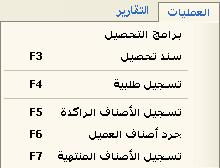 العمليات التقارير
برامج التحصيل
سند تحصيل F3
تسجيل طلبية F4
تسجيل الأصناف الراكدة F5
جرد أصناف العميل F6
تسجيل الأصناف المنتهية F7